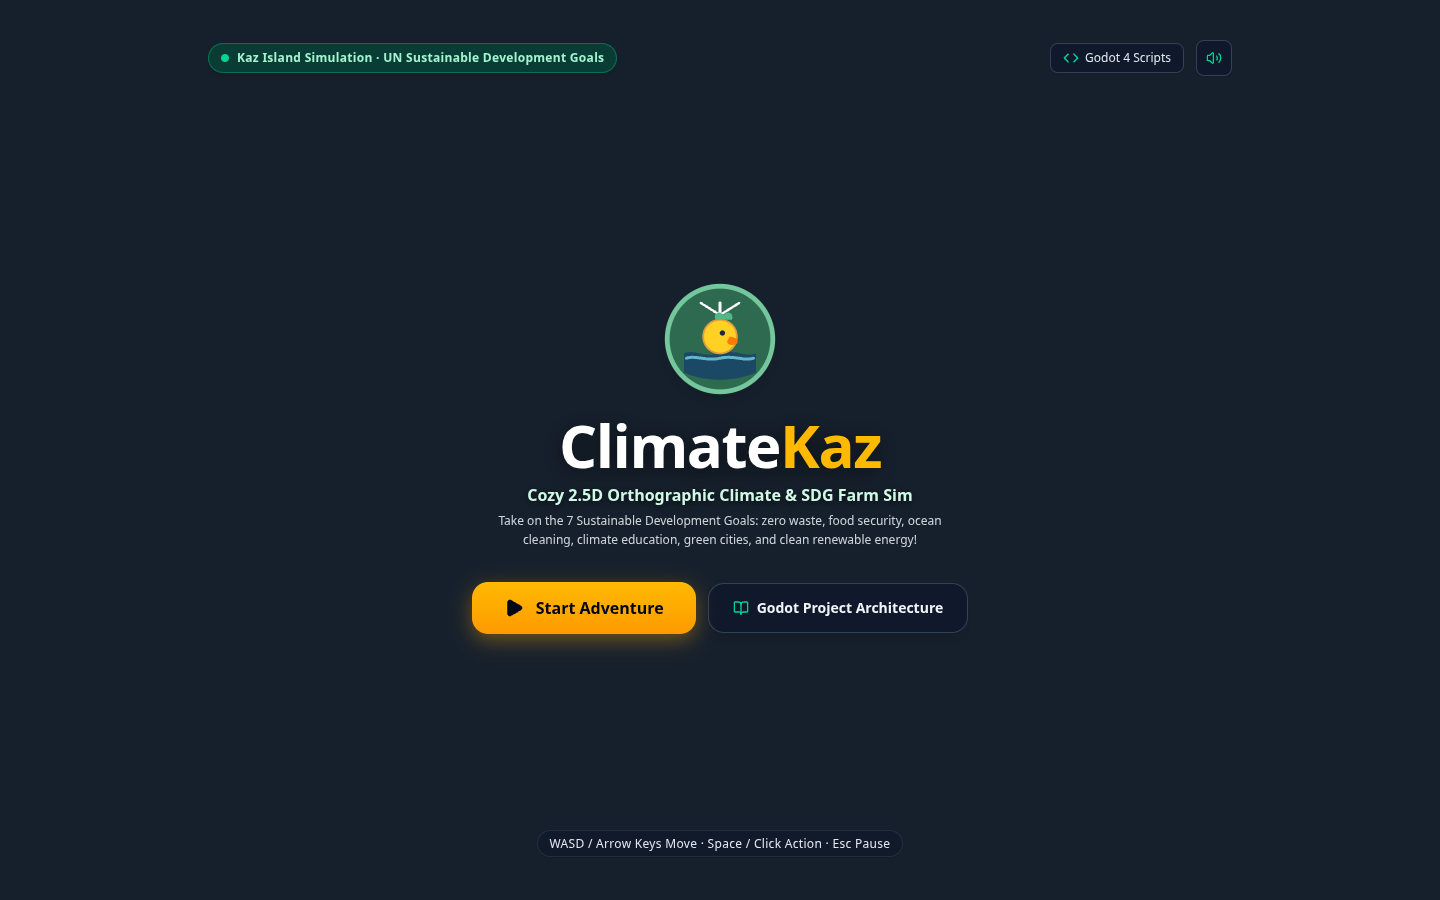 Kaz Island Simulation · UN Sustainable Development Goals
Godot 4 Scripts
ClimateKaz
Cozy 2.5D Orthographic Climate & SDG Farm Sim
Take on the 7 Sustainable Development Goals: zero waste, food security, ocean
cleaning, climate education, green cities, and clean renewable energy!
Start Adventure
Godot Project Architecture
WASD / Arrow Keys Move · Space / Click Action · Esc Pause